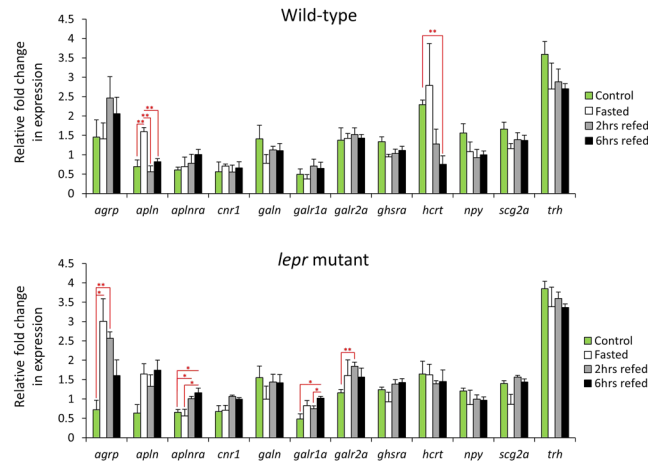 Wild-type
Relative fold change
in expression
4.5
4
3.5
3
2.5
2
1.5
1
0.5
0
** ** ** **
Control
Fasted
2hrs refed
6hrs refed
agrp apln aplnra cnr1 galn galr1a galr2a ghsra hcrt npy scg2a trh
lepr mutant
Relative fold change
in expression
4.5
4
3.5
3
2.5
2
1.5
1
0.5
0
** * * * * * * **
Control
Fasted
2hrs refed
6hrs refed
agrp apln aplnra cnr1 galn galr1a galr2a ghsra hcrt npy scg2a trh